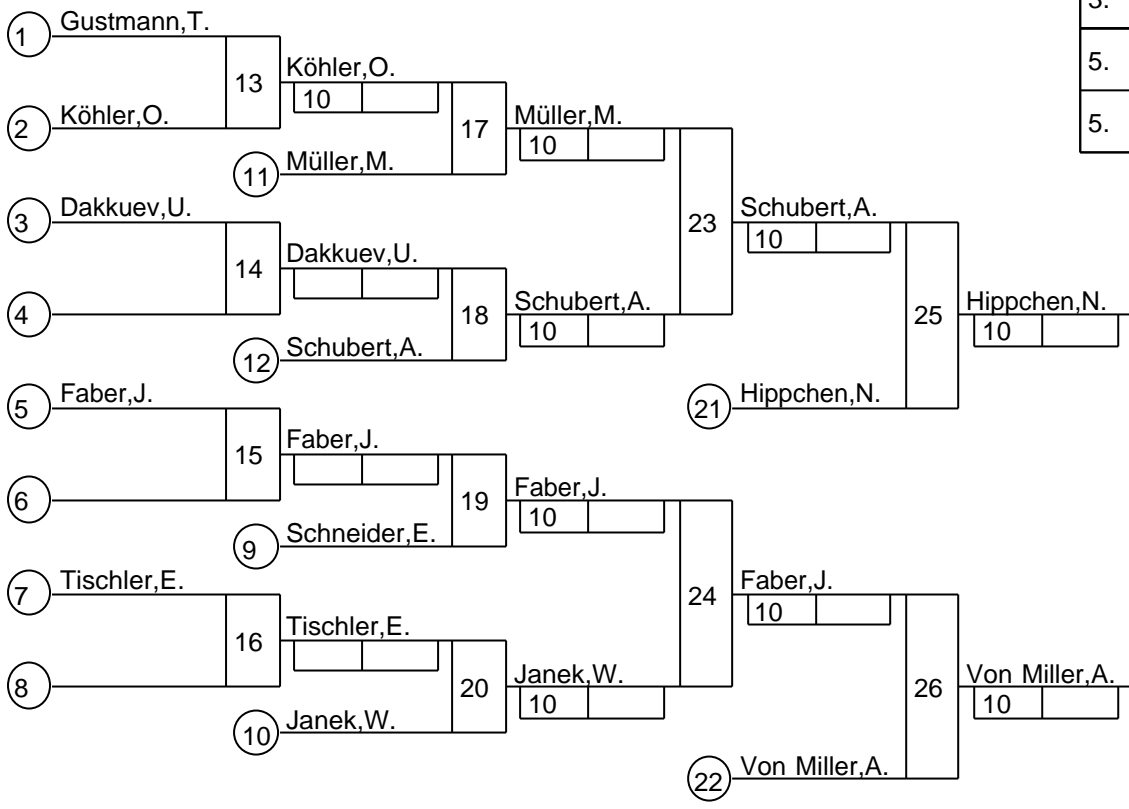 3.
Gustmann,T.
1
Köhler,O.
13
10
5.
Köhler,O.
2
Müller,M.
17
10
5.
Müller,M.
11
Dakkuev,U.
3
Schubert,A.
23
10
Dakkuev,U.
14
Schubert,A.
4
18
10
Hippchen,N.
25
10
Schubert,A.
12
Faber,J.
5
Hippchen,N.
21
Faber,J.
15
Faber,J.
6
19
10
Schneider,E.
9
Tischler,E.
7
Faber,J.
24
10
Tischler,E.
16
Janek,W.
8
20
10
Von Miller,A.
26
10
Janek,W.
10
Von Miller,A.
22